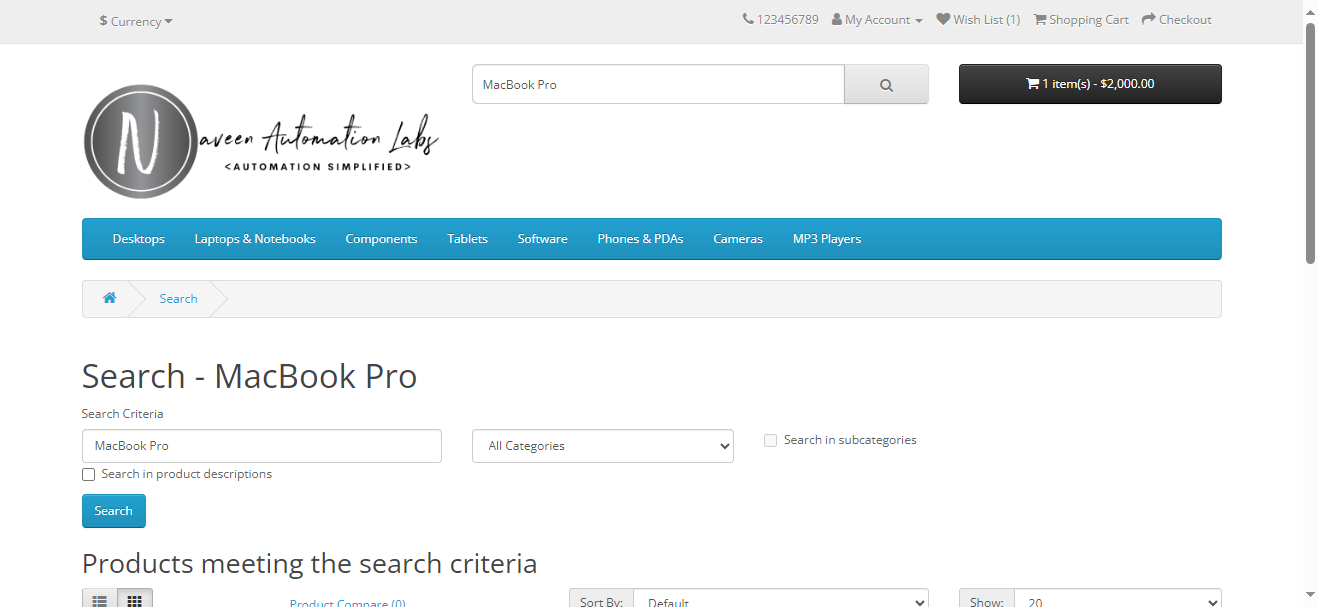 $ Currency
123456789 My Account Wish List (1) Shopping Cart Checkout
MacBook Pro
1 item(s) - $2,000.00
N
aveen Automation Labs
<AUTOMATION SIMPLIFIED>
Desktops Laptops & Notebooks Components Tablets Software Phones & PDAs Cameras MP3 Players
Search
Search - MacBook Pro
Search Criteria
MacBook Pro
All Categories
Search in subcategories
Search in product descriptions
Search
Products meeting the search criteria
Product Compare (0)
Sort By: Default
Show: 20